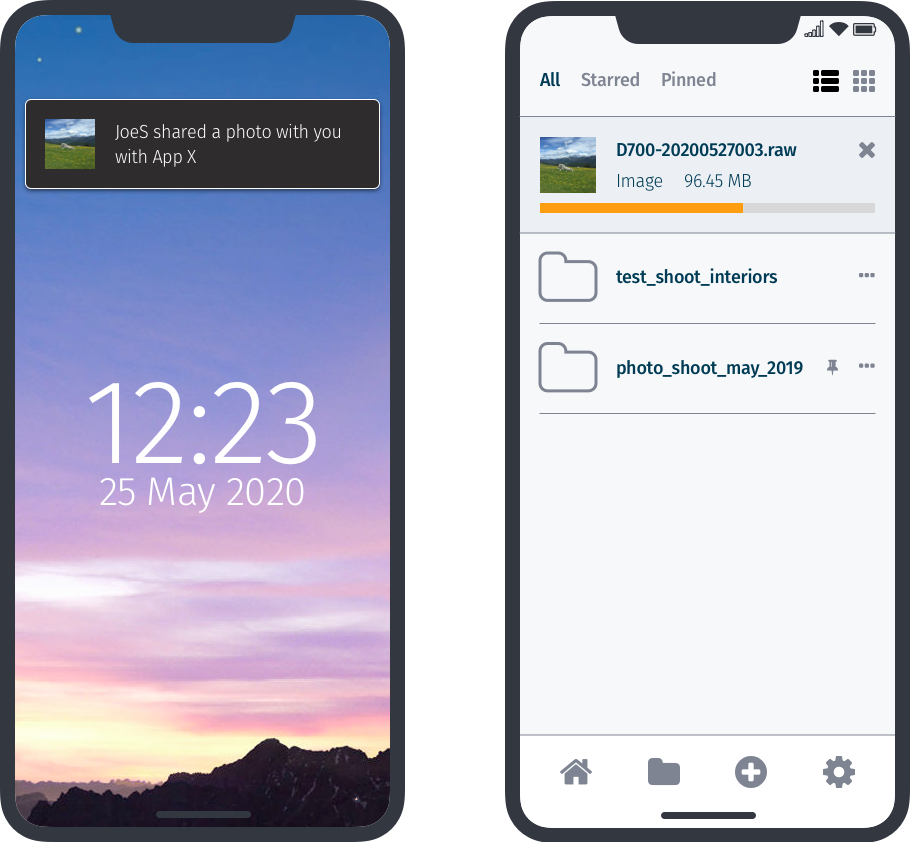 JoeS shared a photo with you
with App X
12:23
25 May 2020
All Starred Pinned
D700-20200527003.raw
Image 96.45 MB
test_shoot_interiors
photo_shoot_may_2019